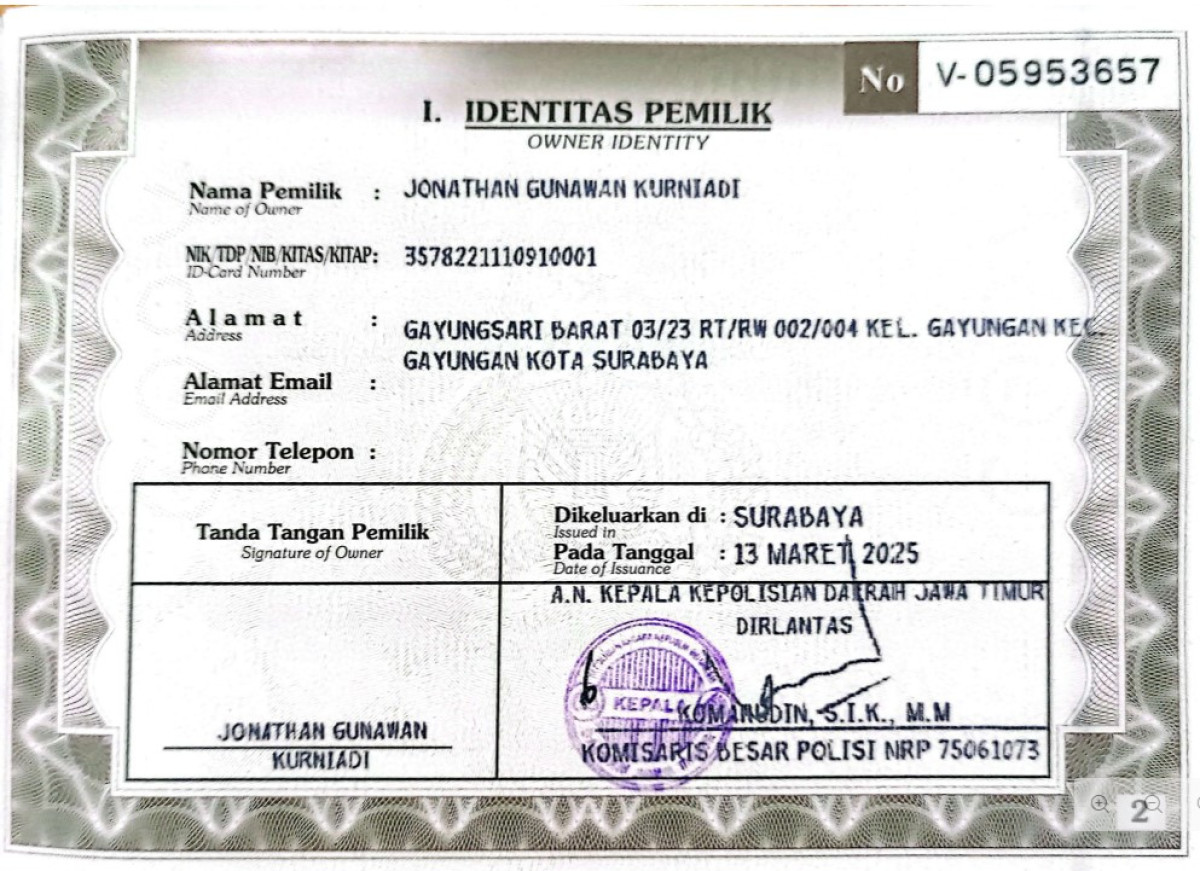 No V-05953657
I. IDENTITAS PEMILIK
OWNER IDENTITY
Nama Pemilik : JONATHAN GUNAWAN KURNIADI
Name of Owner
NIK/TDP/NIB/KITAS/KITAP: 3578221110910001
ID-Card Number
Alamat : GAYUNGSARI BARAT 03/23 RT/RW 002/004 KEL. GAYUNGAN KEC.
Address
GAYUNGAN KOTA SURABAYA
Alamat Email :
Email Address
Nomor Telepon :
Phone Number
Tanda Tangan Pemilik
Signature of Owner
Dikeluarkan di : SURABAYA
Issued in
Pada Tanggal : 13 MARET 2025
Date of Issuance
A.N. KEPALA KEPOLISIAN DAERAH JAWA TIMUR
DIRLANTAS
KEPALA
KOMARUDIN, S.I.K., M.M
KOMISARIS BESAR POLISI NRP 75061073
JONATHAN GUNAWAN
KURNIADI
2